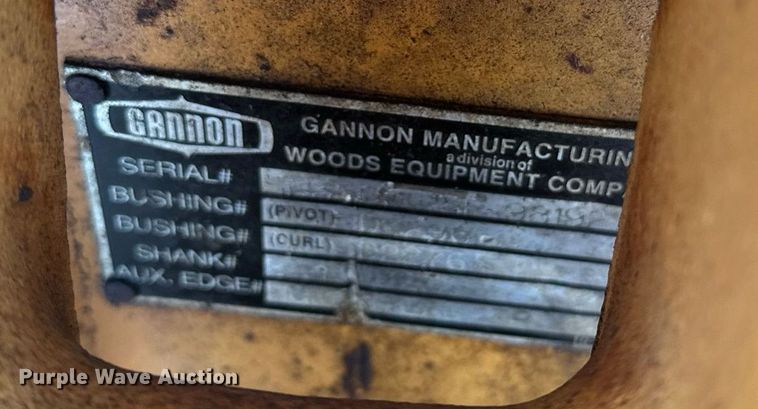 GANNON
GANNON MANUFACTURIN
a division of
WOODS EQUIPMENT COMP
SERIAL#
BUSHING# (PIVOT)
BUSHING# (CURL)
SHANK#
AUX. EDGE#
Purple Wave Auction